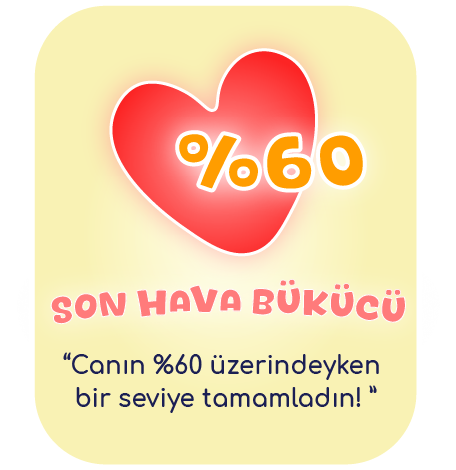 %60
SON HAVA BÜKÜCÜ
“Canın %60 üzerindeyken
bir seviye tamamladın! ”